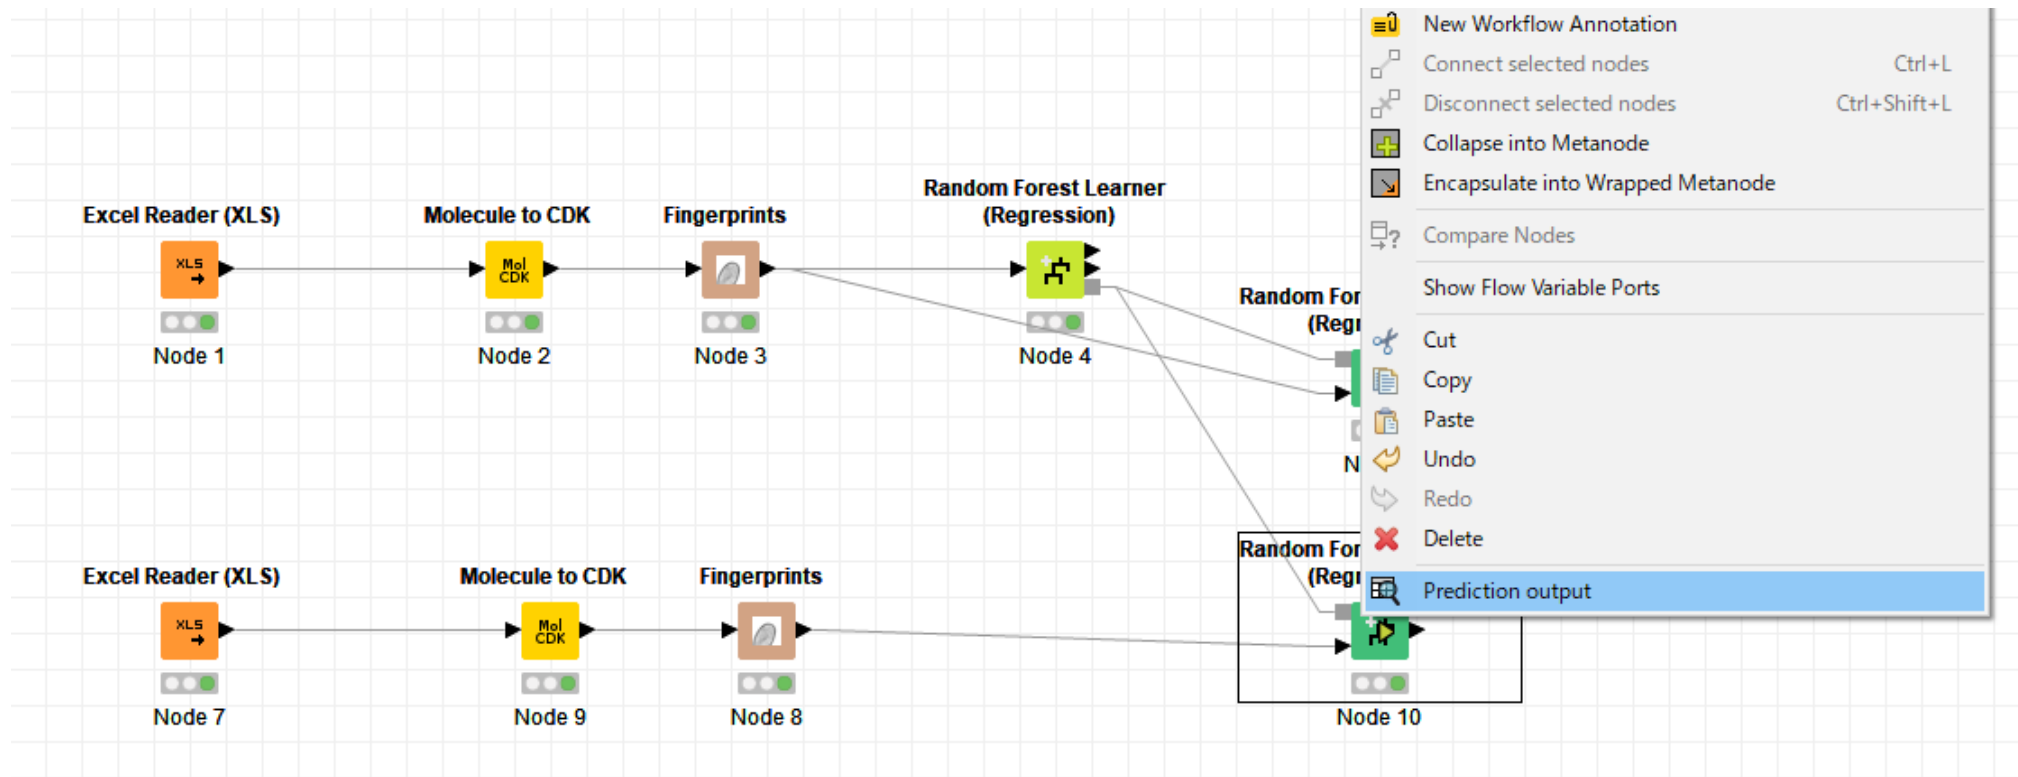 New Workflow Annotation
Connect selected nodes Ctrl+L
Disconnect selected nodes Ctrl+Shift+L
Collapse into Metanode
Encapsulate into Wrapped Metanode
Compare Nodes
Show Flow Variable Ports
Cut
Copy
Paste
Undo
Redo
Delete
Prediction output
Excel Reader (XLS)
XLS
Node 1
Molecule to CDK
Mol
CDK
Node 2
Fingerprints
Node 3
Random Forest Learner
(Regression)
Node 4
Random For
(Regr
N
Excel Reader (XLS)
XLS
Node 7
Molecule to CDK
Mol
CDK
Node 9
Fingerprints
Node 8
Random For
(Regr
Node 10